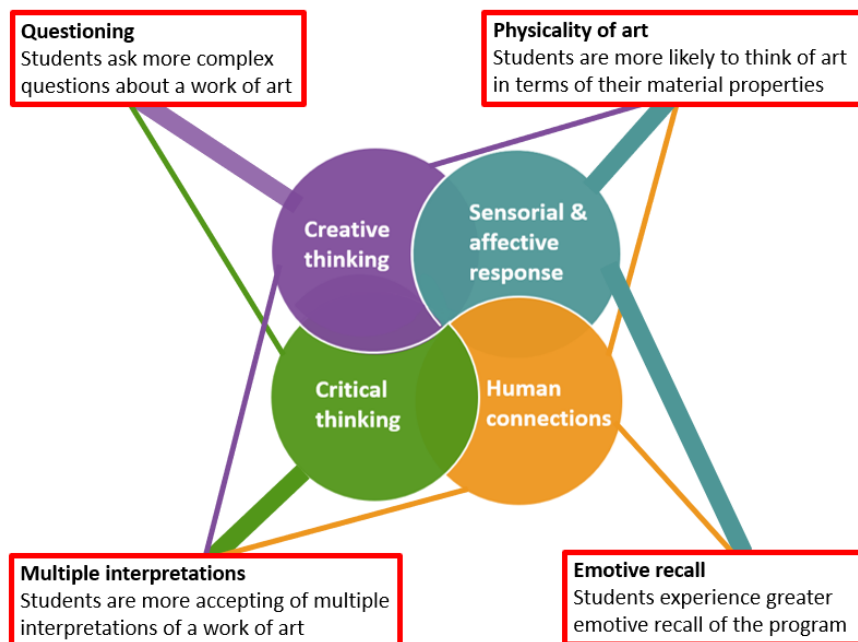 Questioning
Students ask more complex
questions about a work of art
Physicality of art
Students are more likely to think of art
in terms of their material properties
Creative
thinking
Sensorial &
affective
response
Critical
thinking
Human
connections
Multiple interpretations
Students are more accepting of multiple
interpretations of a work of art
Emotive recall
Students experience greater
emotive recall of the program